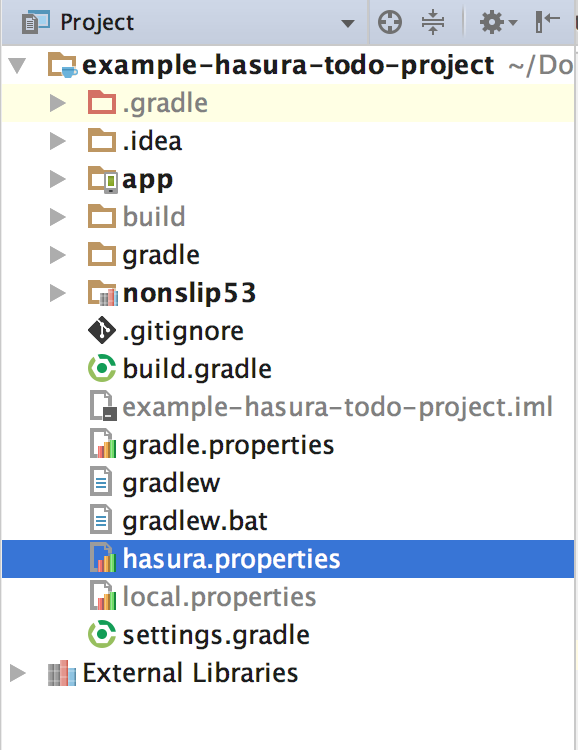 Project
example-hasura-todo-project ~/Do
.gradle
.idea
app
build
gradle
nonslip53
.gitignore
build.gradle
example-hasura-todo-project.iml
gradle.properties
gradlew
gradlew.bat
hasura.properties
local.properties
settings.gradle
External Libraries